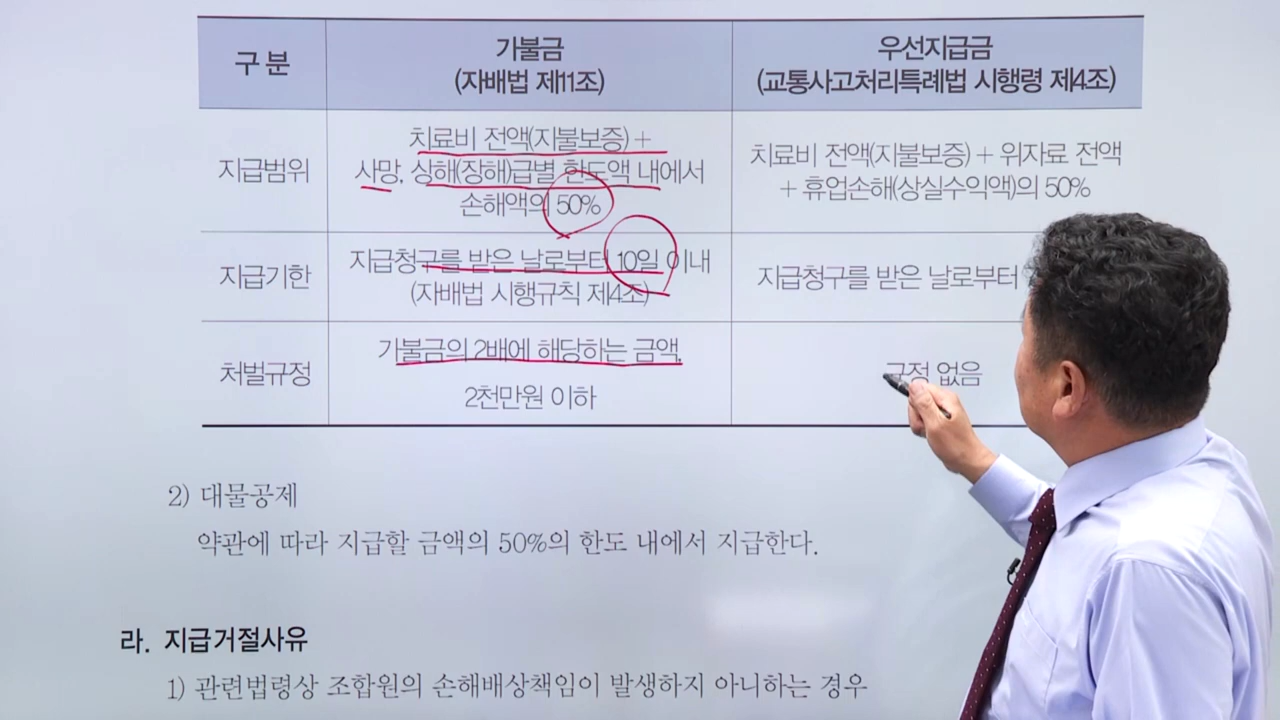 구 분
가불금
(자배법 제11조)
우선지급금
(교통사고처리특례법 시행령 제4조)
지급범위
치료비 전액(지불보증) +
사망, 상해(장해)급별 한도액 내에서
손해액의 50%
치료비 전액(지불보증) + 위자료 전액
+ 휴업손해(상실수익액)의 50%
지급기한
지급청구를 받은 날로부터 10일 이내
(자배법 시행규칙 제4조)
지급청구를 받은 날로부터
처벌규정
가불금의 2배에 해당하는 금액,
2천만원 이하
규정 없음
2) 대물공제
약관에 따라 지급할 금액의 50%의 한도 내에서 지급한다.
라. 지급거절사유
1) 관련법령상 조합원의 손해배상책임이 발생하지 아니하는 경우